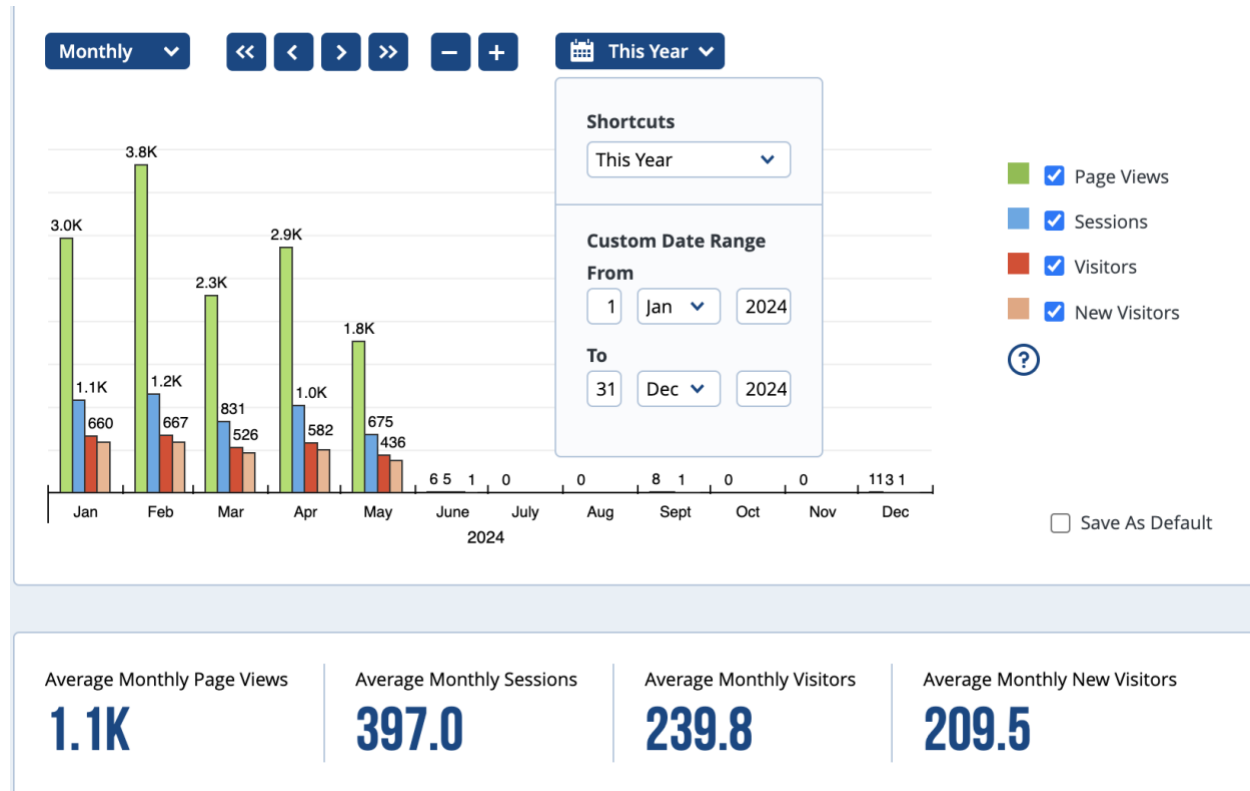 Monthly
This Year
Shortcuts
This Year
Custom Date Range
From
1 Jan 2024
To
31 Dec 2024
3.0K
1.1K
660
3.8K
1.2K
667
2.3K
831
526
2.9K
1.0K
582
1.8K
675
436
6 5 1
0
0
8 1
0
0
11 3 1
Jan Feb Mar Apr May June July Aug Sept Oct Nov Dec
2024
Page Views
Sessions
Visitors
New Visitors
?
Save As Default
Average Monthly Page Views
1.1K
Average Monthly Sessions
397.0
Average Monthly Visitors
239.8
Average Monthly New Visitors
209.5